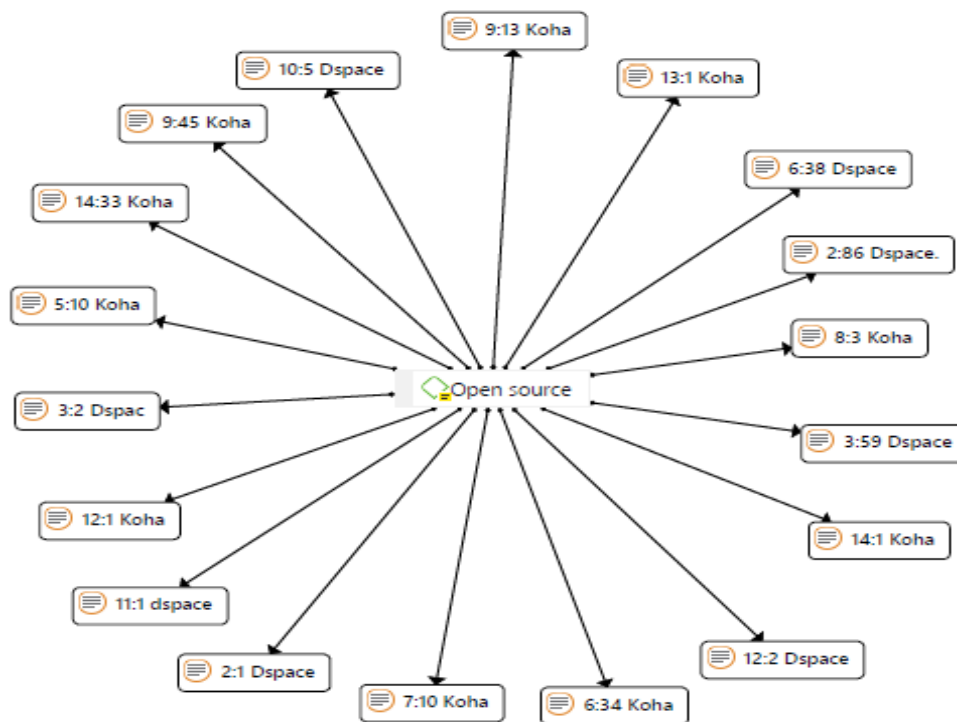 9:13 Koha
10:5 Dspace
13:1 Koha
9:45 Koha
6:38 Dspace
14:33 Koha
2:86 Dspace.
5:10 Koha
8:3 Koha
Open source
3:2 Dspac
3:59 Dspace
12:1 Koha
14:1 Koha
11:1 dspace
12:2 Dspace
2:1 Dspace
7:10 Koha
6:34 Koha